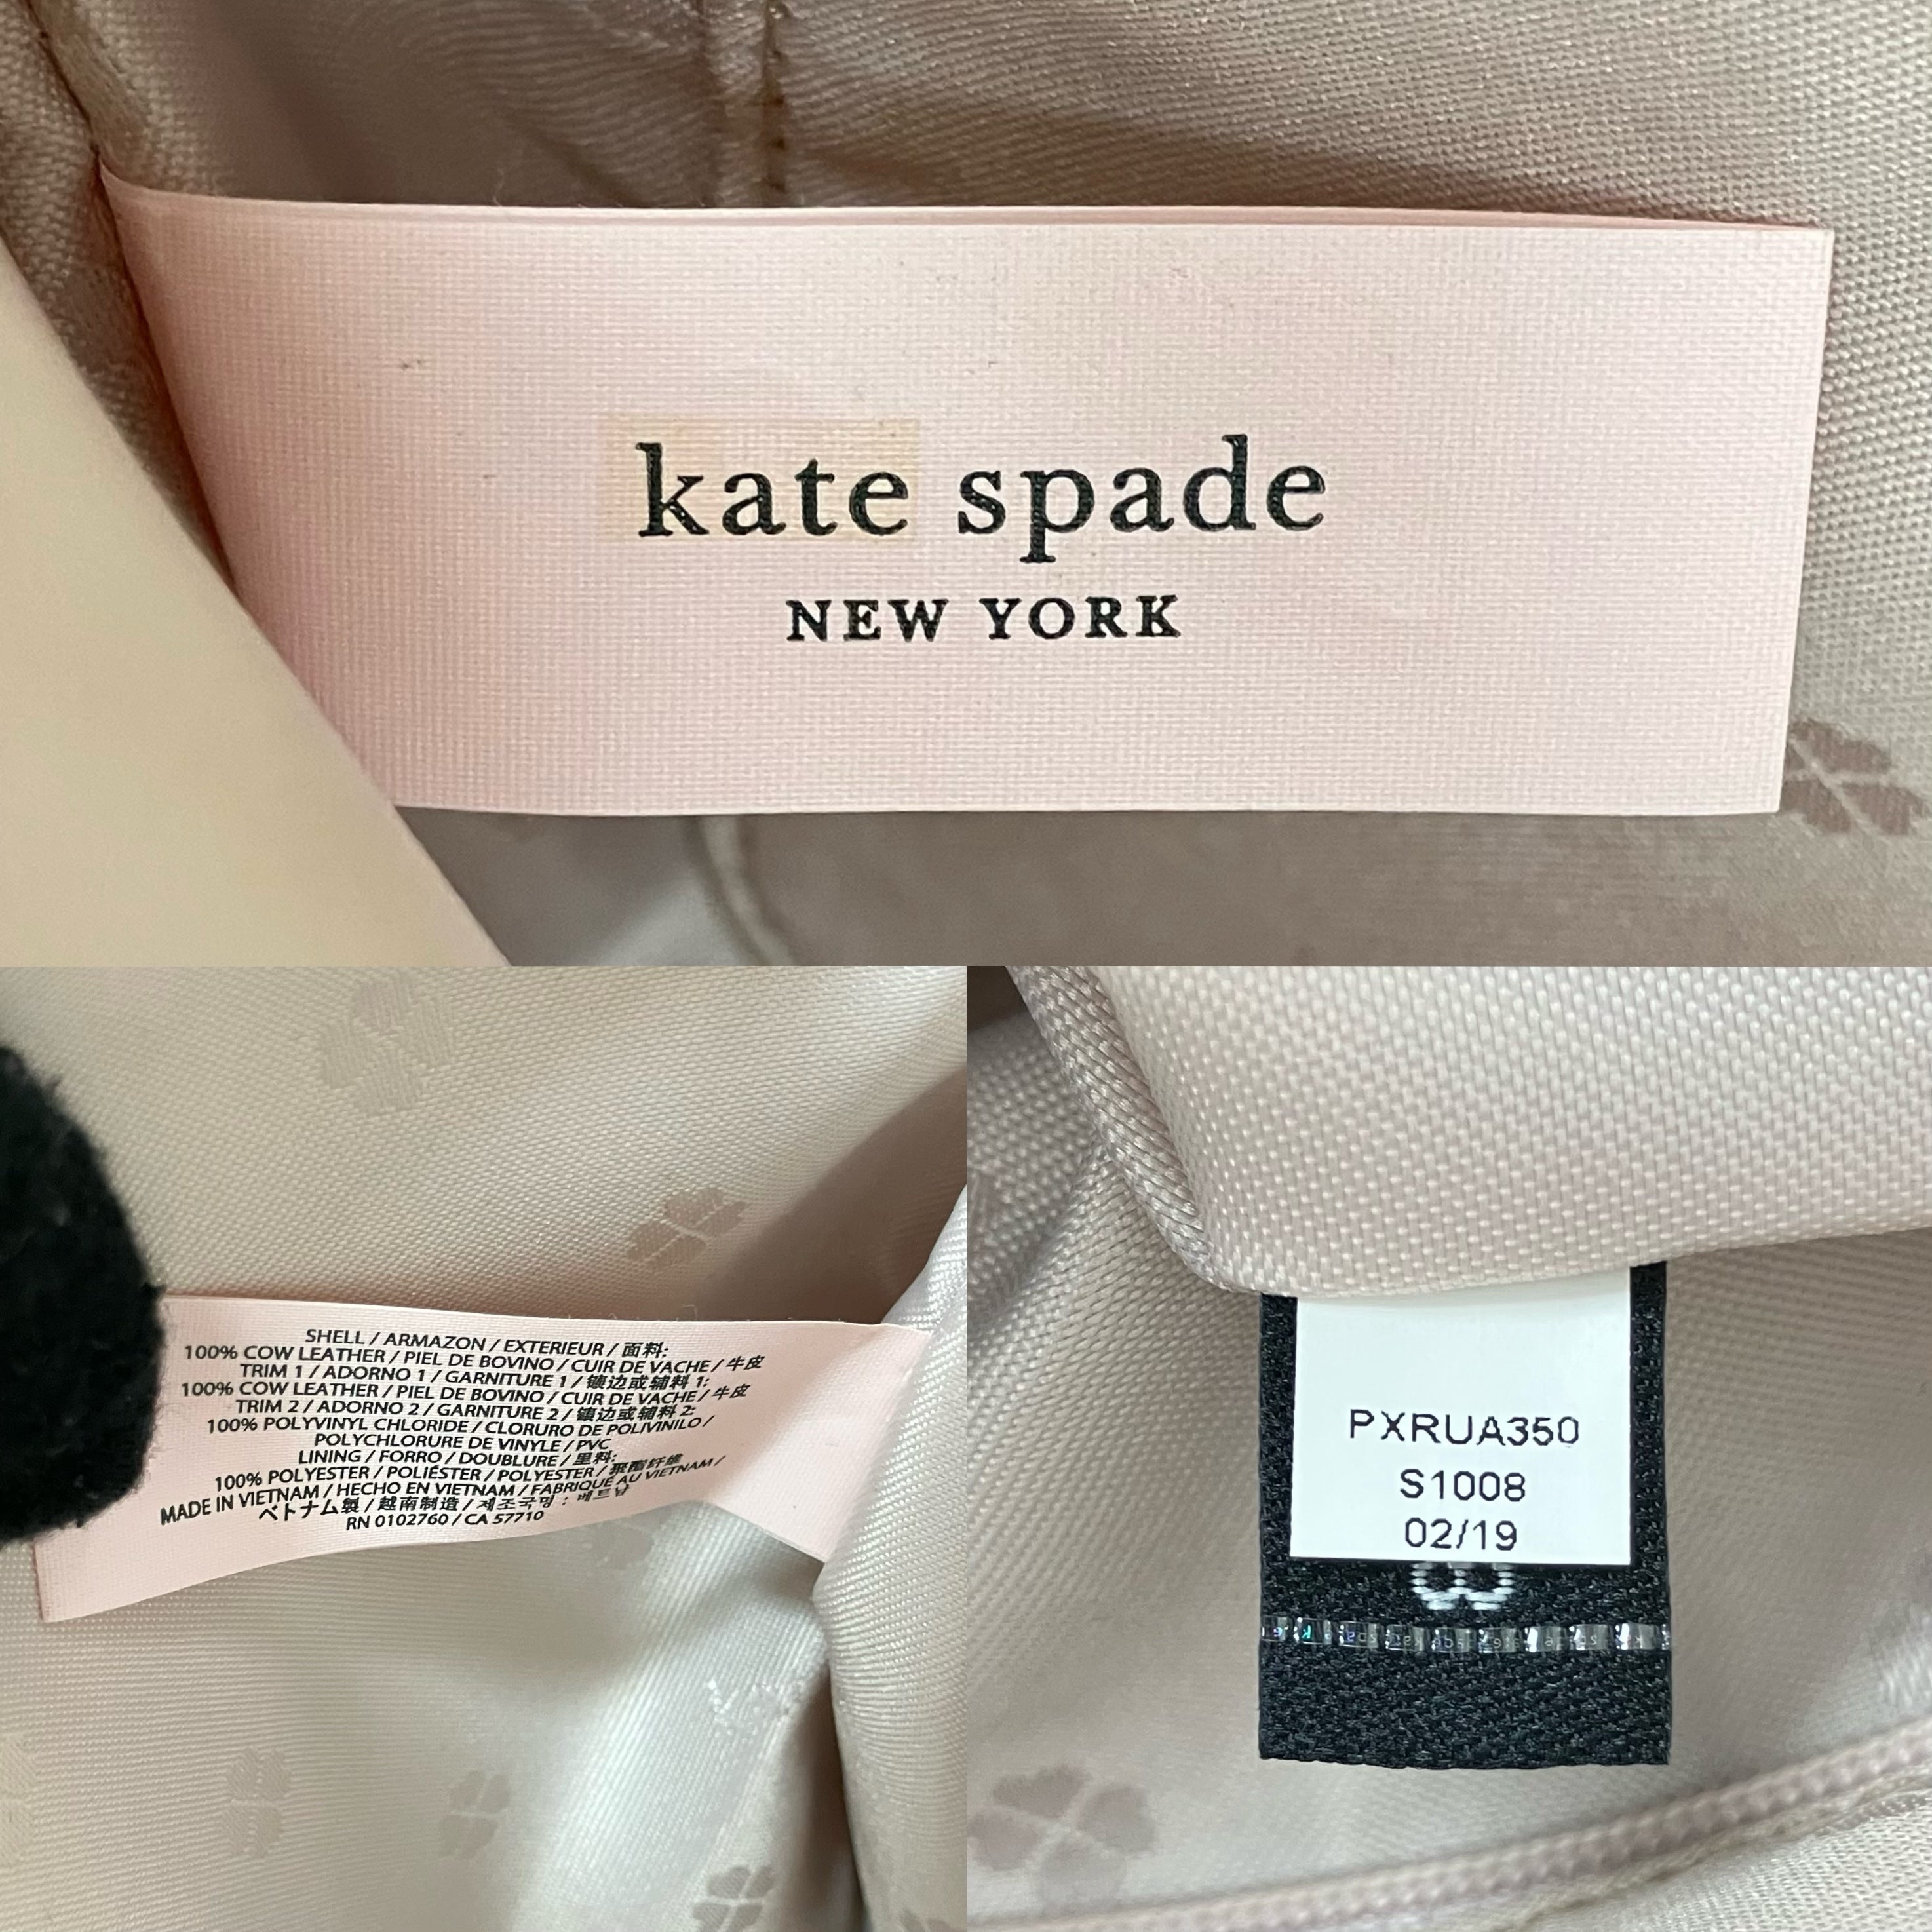 kate spade
NEW YORK
SHELL / ARMAZON / EXTERIEUR / 面料:
100% COW LEATHER / PIEL DE BOVINO / CUIR DE VACHE / 牛皮
TRIM 1 / ADORNO 1 / GARNITURE 1 / 镶边或辅料 1:
100% COW LEATHER / PIEL DE BOVINO / CUIR DE VACHE / 牛皮
TRIM 2 / ADORNO 2 / GARNITURE 2 / 镶边或辅料 2:
100% POLYVINYL CHLORIDE / CLORURO DE POLIVINILO /
POLYCHLORURE DE VINYLE / PVC
LINING / FORRO / DOUBLURE / 里料:
100% POLYESTER / POLIÉSTER / POLYESTER / 聚酯纤维
MADE IN VIETNAM / HECHO EN VIETNAM / FABRIQUÉ AU VIETNAM /
ベトナム製 / 越南制造 / 제조국명 : 베트남
RN 0102760 / CA 57710
PXRUA350
S1008
02/19